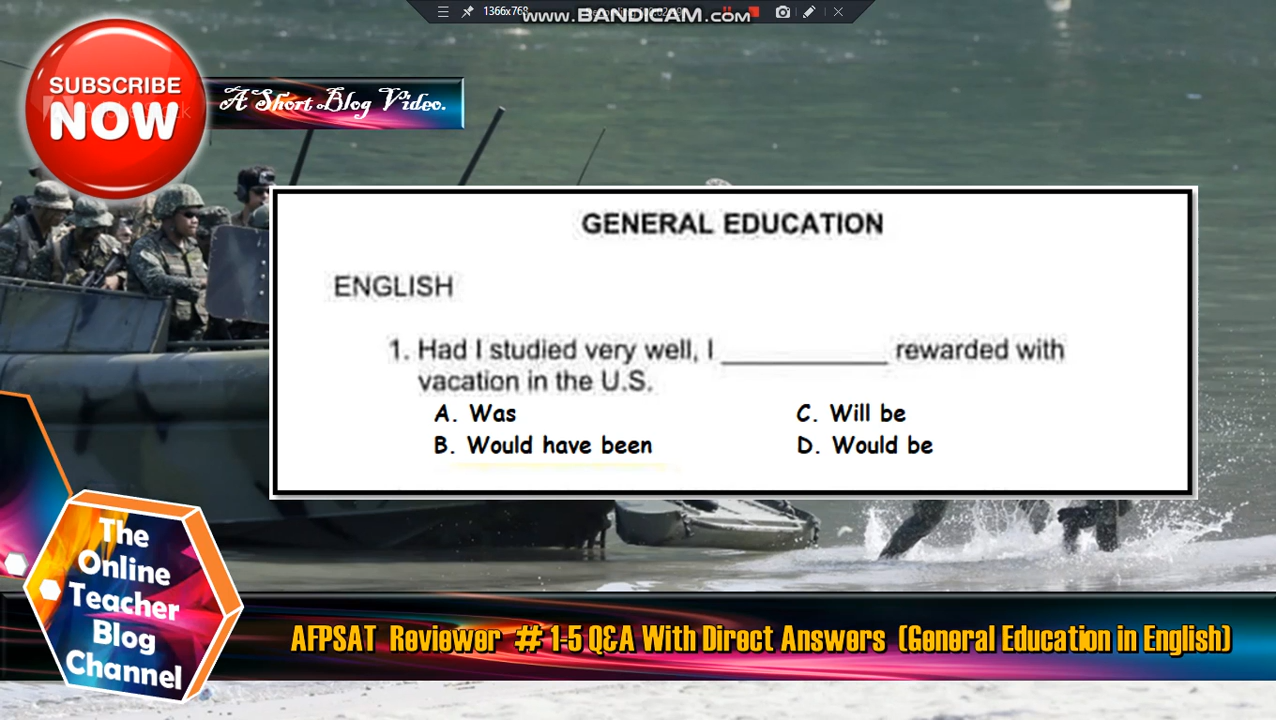 1366x768
www.BANDICAM.com
SUBSCRIBE
NOW
A Short Blog Video.
GENERAL EDUCATION
ENGLISH
1. Had I studied very well, I ____________ rewarded with
vacation in the U.S.
A. Was
C. Will be
B. Would have been
D. Would be
The
Online
Teacher
Blog
Channel
AFPSAT Reviewer # 1-5 Q&A With Direct Answers (General Education in English)